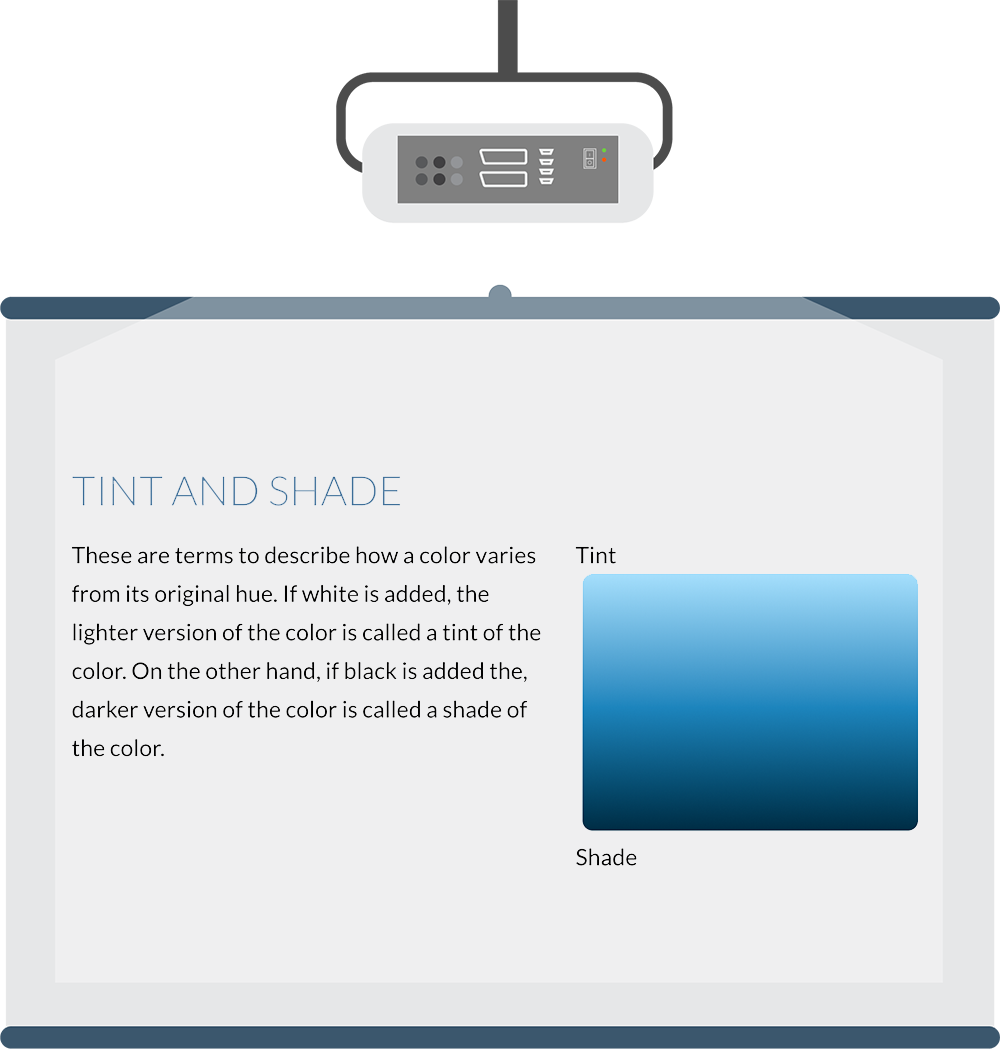 TINT AND SHADE
These are terms to describe how a color varies
from its original hue. If white is added, the
lighter version of the color is called a tint of the
color. On the other hand, if black is added the,
darker version of the color is called a shade of
the color.
Tint
Shade